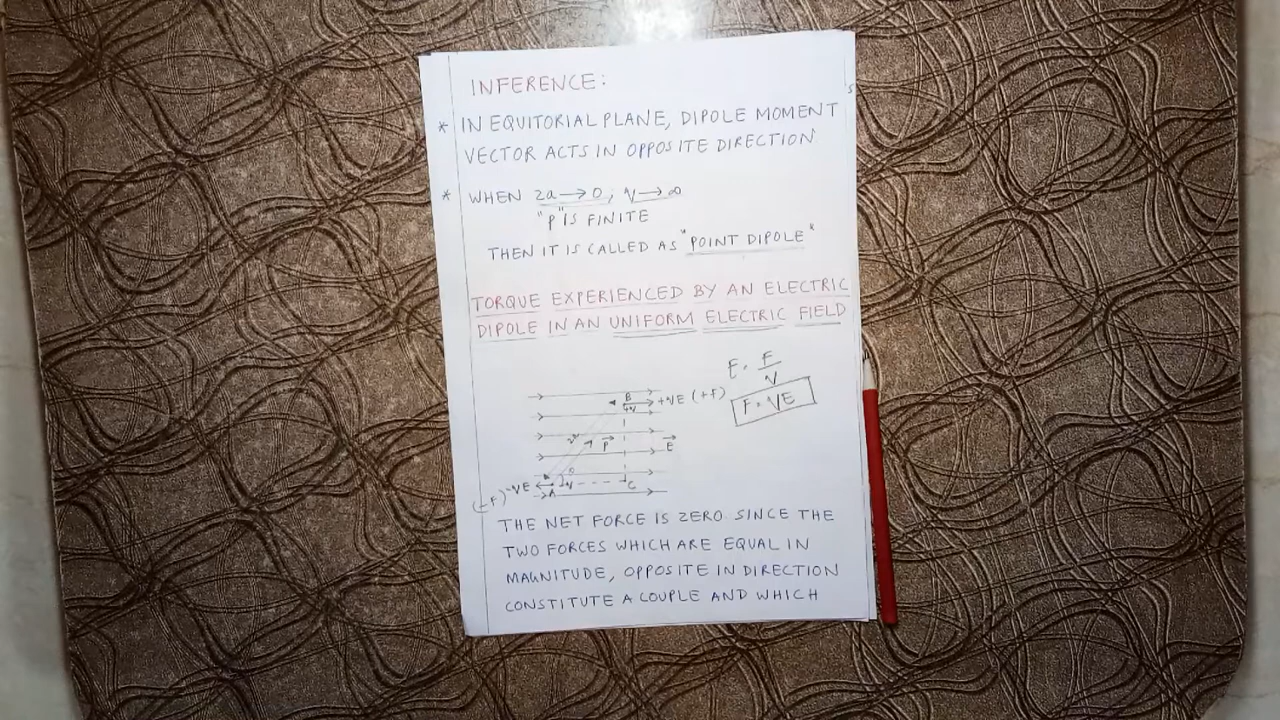 INFERENCE:
* IN EQUITORIAL PLANE, DIPOLE MOMENT
VECTOR ACTS IN OPPOSITE DIRECTION
* WHEN 2a→0; q→∞
"P" IS FINITE
THEN IT IS CALLED AS "POINT DIPOLE"
TORQUE EXPERIENCED BY AN ELECTRIC
DIPOLE IN AN UNIFORM ELECTRIC FIELD
E = F/q
F = qE
B
+qE (+F)
+q
P
E
-qE
(-F)
A
C
THE NET FORCE IS ZERO SINCE THE
TWO FORCES WHICH ARE EQUAL IN
MAGNITUDE, OPPOSITE IN DIRECTION
CONSTITUTE A COUPLE AND WHICH